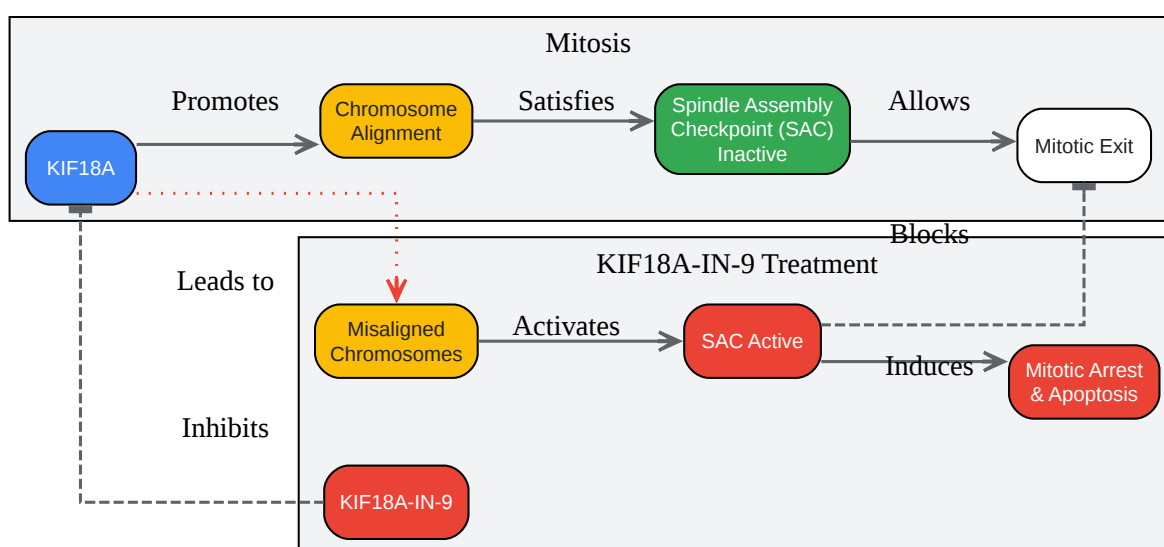 Mitosis
Promotes
Satisfies
Allows
Chromosome
Alignment
Spindle Assembly
Checkpoint (SAC)
Inactive
KIF18A
Mitotic Exit
Blocks
KIF18A-IN-9 Treatment
Leads to
Misaligned
Chromosomes
Activates
SAC Active
Induces
Mitotic Arrest
& Apoptosis
Inhibits
KIF18A-IN-9